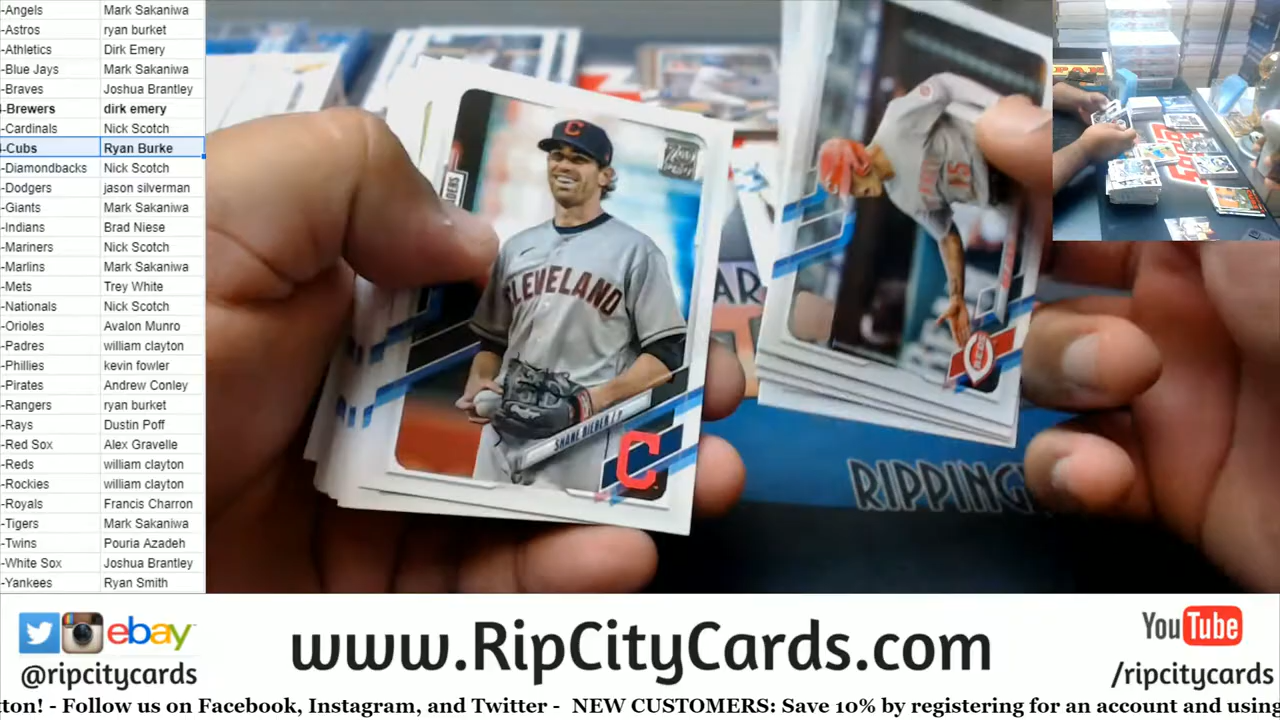 -Angels Mark Sakaniwa
-Astros ryan burket
-Athletics Dirk Emery
-Blue Jays Mark Sakaniwa
-Braves Joshua Brantley
-Brewers dirk emery
-Cardinals Nick Scotch
-Cubs Ryan Burke
-Diamondbacks Nick Scotch
-Dodgers jason silverman
-Giants Mark Sakaniwa
-Indians Brad Niese
-Mariners Nick Scotch
-Marlins Mark Sakaniwa
-Mets Trey White
-Nationals Nick Scotch
-Orioles Avalon Munro
-Padres william clayton
-Phillies kevin fowler
-Pirates Andrew Conley
-Rangers ryan burket
-Rays Dustin Poff
-Red Sox Alex Gravelle
-Reds william clayton
-Rockies william clayton
-Royals Francis Charron
-Tigers Mark Sakaniwa
-Twins Pouria Azadeh
-White Sox Joshua Brantley
-Yankees Ryan Smith
C
CLEVELAND
SHANE BIEBER
C
REDS
RIPPING
ebay
@ripcitycards
www.RipCityCards.com
YouTube
/ripcitycards
tton! - Follow us on Facebook, Instagram, and Twitter - NEW CUSTOMERS: Save 10% by registering for an account and using